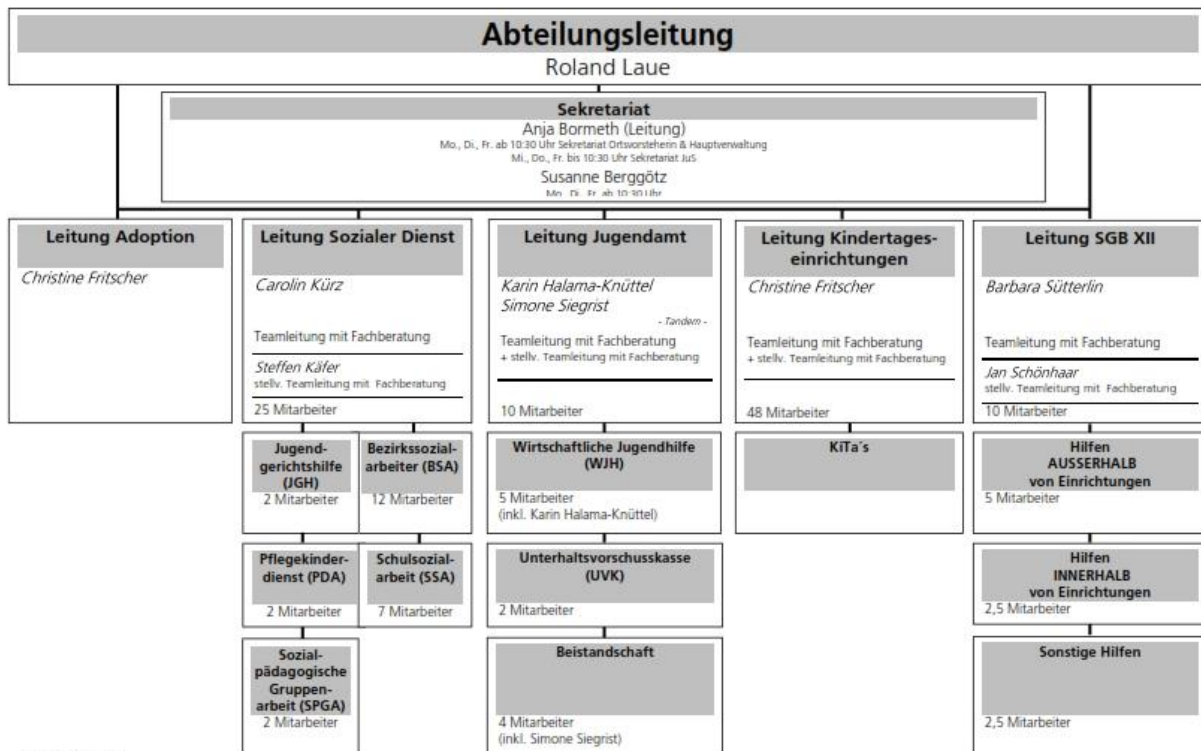 Abteilungsleitung
Roland Laue
Sekretariat
Anja Bormeth (Leitung)
Mo., Di., Fr. ab 10:30 Uhr Sekretariat Ortsvorsteherin & Hauptverwaltung
Mi., Do., Fr. bis 10:30 Uhr Sekretariat JuS
Susanne Berggötz
Mo., Di., Fr. ab 10:30 Uhr
Leitung Adoption
Christine Fritscher
Leitung Sozialer Dienst
Carolin Kürz
Teamleitung mit Fachberatung
Steffen Käfer
stellv. Teamleitung mit Fachberatung
25 Mitarbeiter
Jugend-
gerichtshilfe
(JGH)
2 Mitarbeiter
Bezirkssozial-
arbeiter (BSA)
12 Mitarbeiter
Pflegekinder-
dienst (PDA)
2 Mitarbeiter
Schulsozial-
arbeit (SSA)
7 Mitarbeiter
Sozial-
pädagogische
Gruppen-
arbeit (SPGA)
2 Mitarbeiter
Leitung Jugendamt
Karin Halama-Knüttel
Simone Siegrist
- Tandem -
Teamleitung mit Fachberatung
+ stellv. Teamleitung mit Fachberatung
10 Mitarbeiter
Wirtschaftliche Jugendhilfe
(WJH)
5 Mitarbeiter
(inkl. Karin Halama-Knüttel)
Unterhaltsvorschusskasse
(UVK)
2 Mitarbeiter
Beistandschaft
4 Mitarbeiter
(inkl. Simone Siegrist)
Leitung Kindertages-
einrichtungen
Christine Fritscher
Teamleitung mit Fachberatung
+ stellv. Teamleitung mit Fachberatung
48 Mitarbeiter
KiTa´s
Leitung SGB XII
Barbara Sütterlin
Teamleitung mit Fachberatung
Jan Schönhaar
stellv. Teamleitung mit Fachberatung
10 Mitarbeiter
Hilfen
AUSSERHALB
von Einrichtungen
5 Mitarbeiter
Hilfen
INNERHALB
von Einrichtungen
2,5 Mitarbeiter
Sonstige Hilfen
2,5 Mitarbeiter